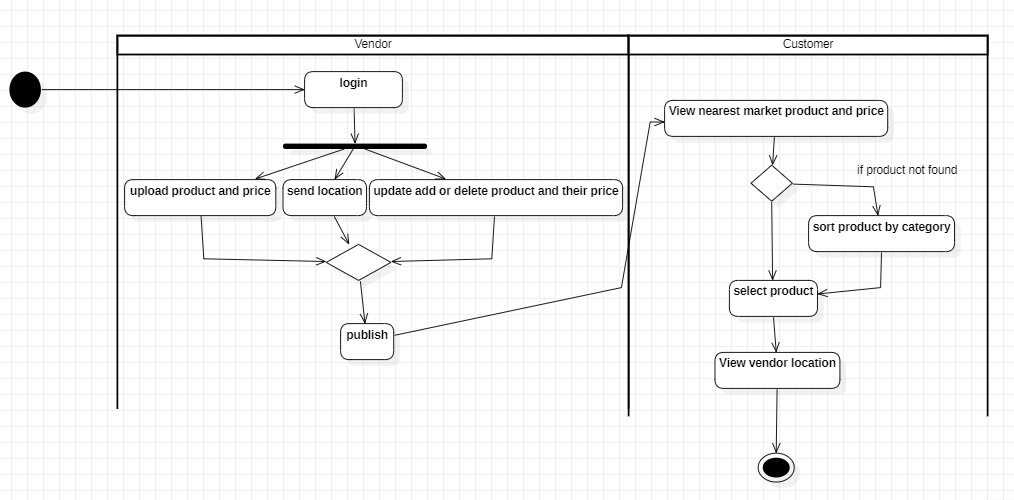 Vendor
Customer
login
upload product and price
send location
update add or delete product and their price
publish
View nearest market product and price
if product not found
sort product by category
select product
View vendor location